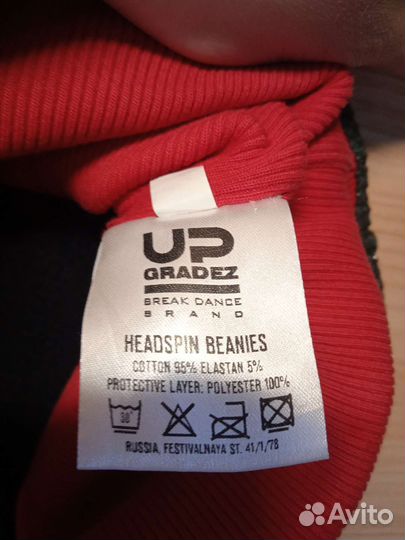 UP
GRADEZ
BREAK DANCE
BRAND
HEADSPIN BEANIES
COTTON 95% ELASTAN 5%
PROTECTIVE LAYER: POLYESTER 100%
30°
RUSSIA, FESTIVALNAYA ST. 41/1/78
Avito